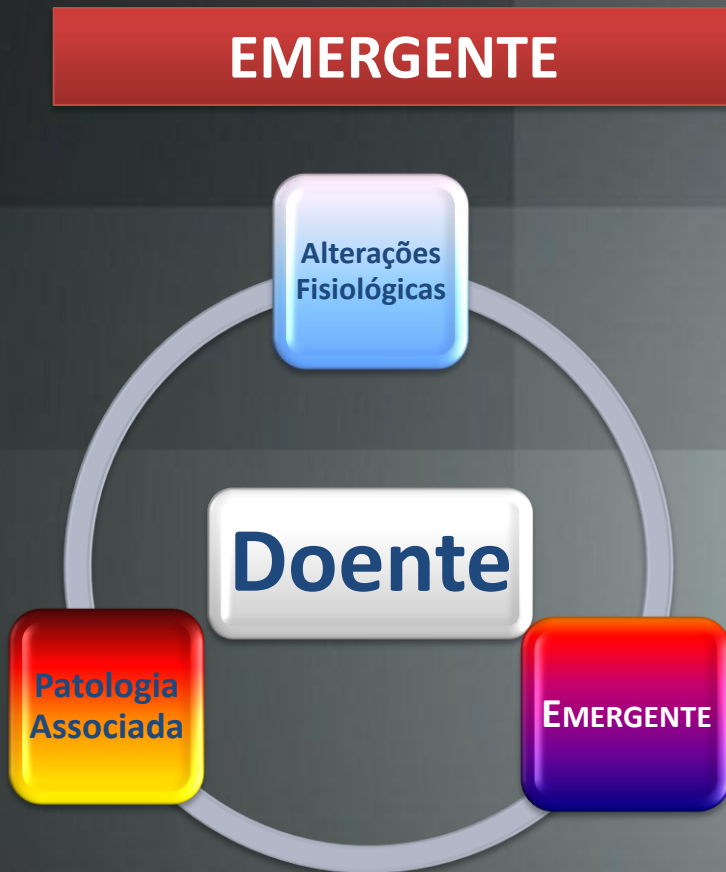 EMERGENTE
Alterações
Fisiológicas
Doente
Patologia
Associada
EMERGENTE